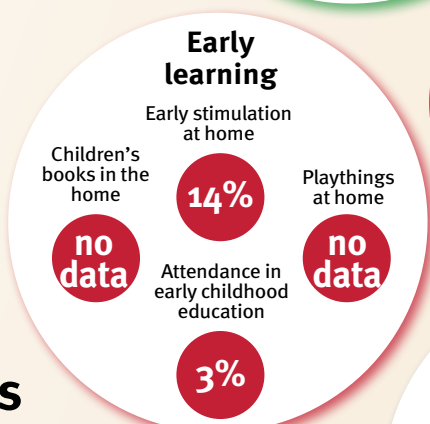 Early
learning
Early stimulation
at home
14%
Children's
books in the
home
no
data
Playthings
at home
no
data
Attendance in
early childhood
education
3%
s